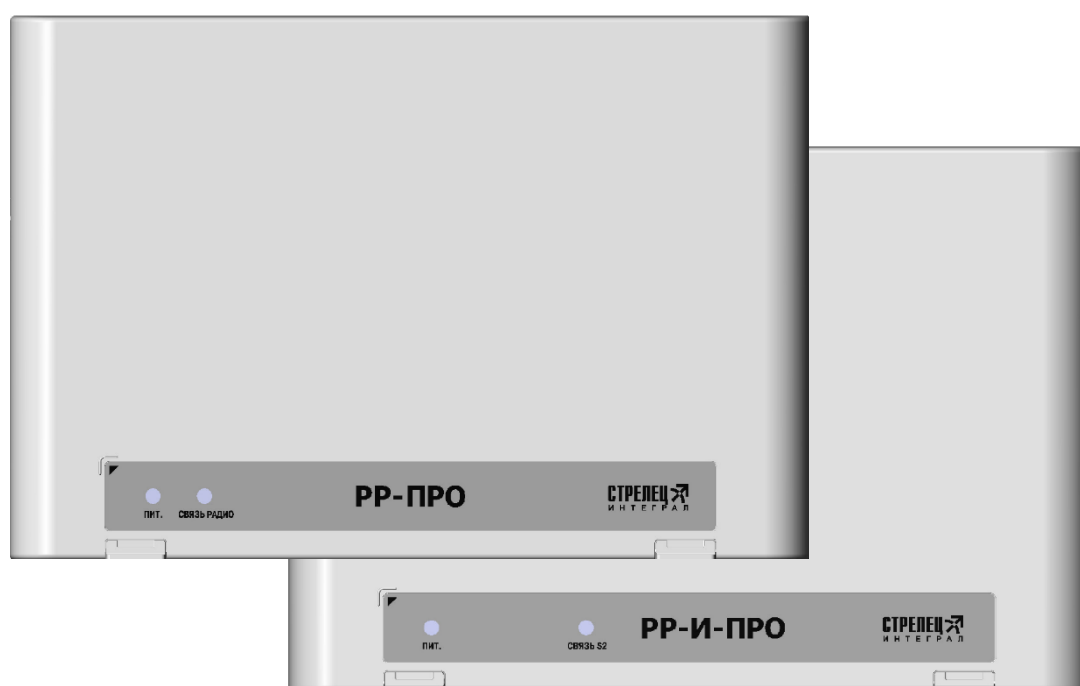 РР-ПРО
СТРЕЛЕЦ
ИНТЕГРАЛ
ПИТ. СВЯЗЬ РАДИО
РР-И-ПРО
СТРЕЛЕЦ
ИНТЕГРАЛ
ПИТ. СВЯЗЬ S2